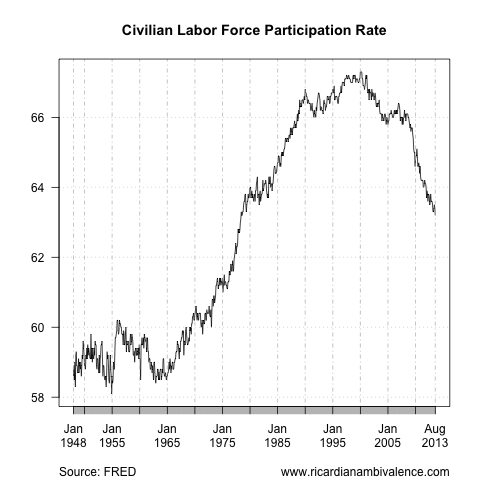 Civilian Labor Force Participation Rate
66
64
62
60
58
Jan Jan Jan Jan Jan Jan Jan Aug
1948 1955 1965 1975 1985 1995 2005 2013
Source: FRED www.ricardianambivalence.com